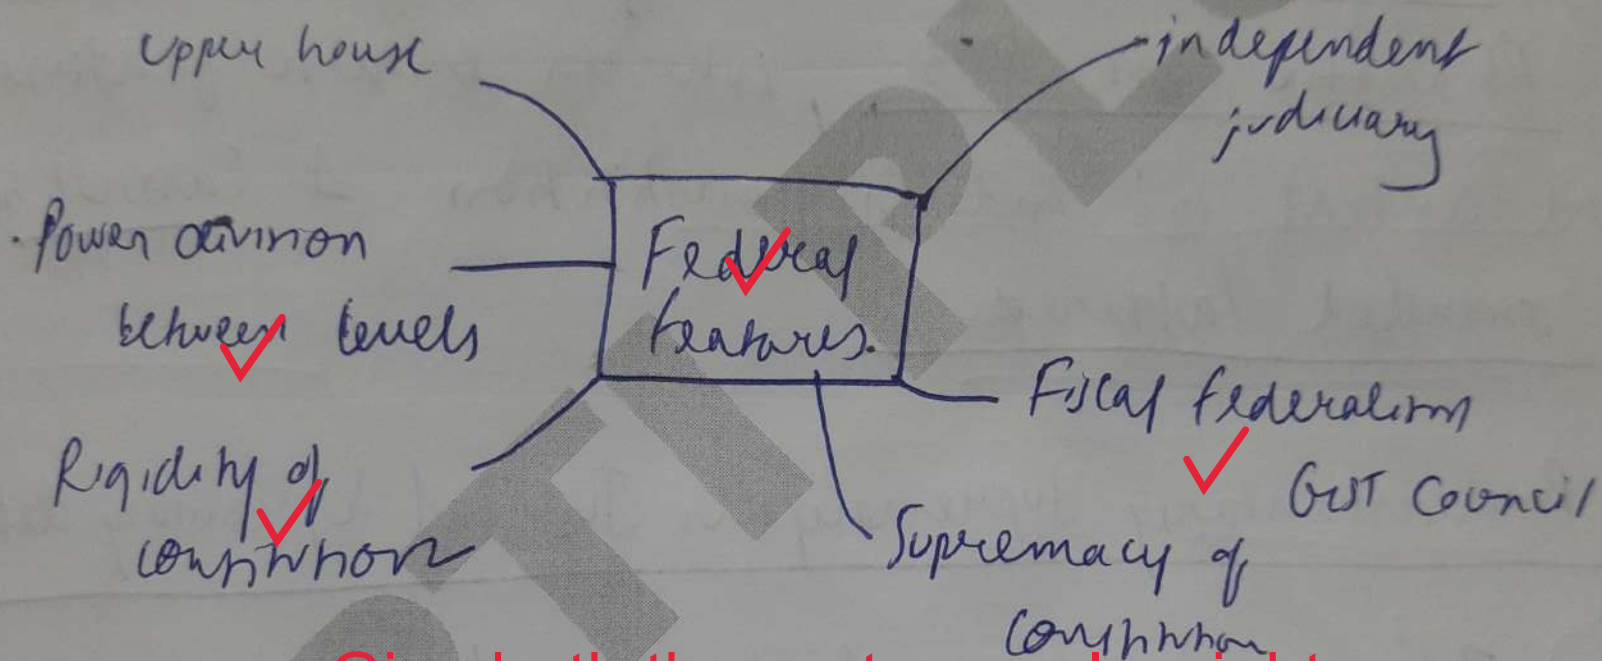 Upper house
independent
judiciary
Power division
between levels
Federal
features.
Rigidity of
constitution
Fiscal federalism
GST Council
Supremacy of
constitution